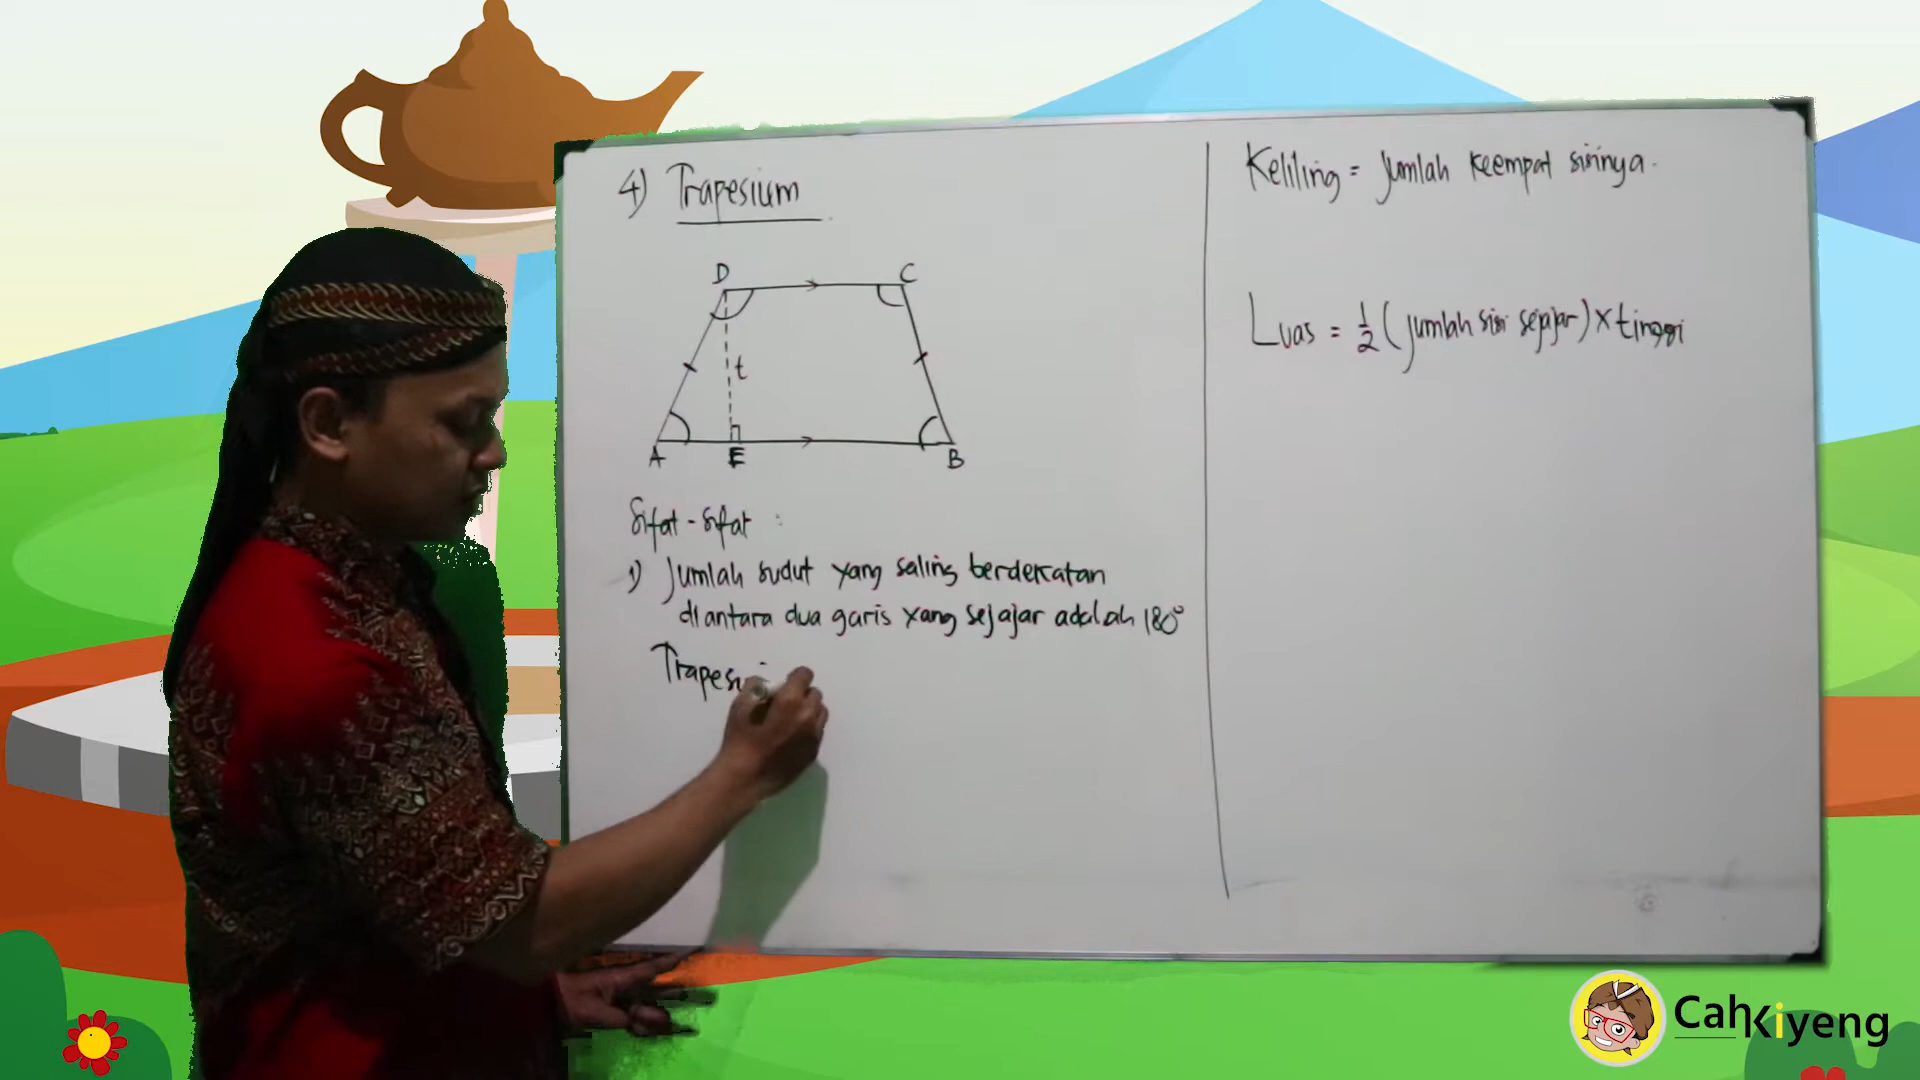 4) Trapesium
D C
t
A E B
Sifat-sifat :
1) Jumlah sudut yang saling berdekatan
diantara dua garis yang sejajar adalah 180°
Trapesi
Keliling = Jumlah keempat sisinya.
Luas = 1/2 (jumlah sisi sejajar) x tinggi
Cahkiyeng